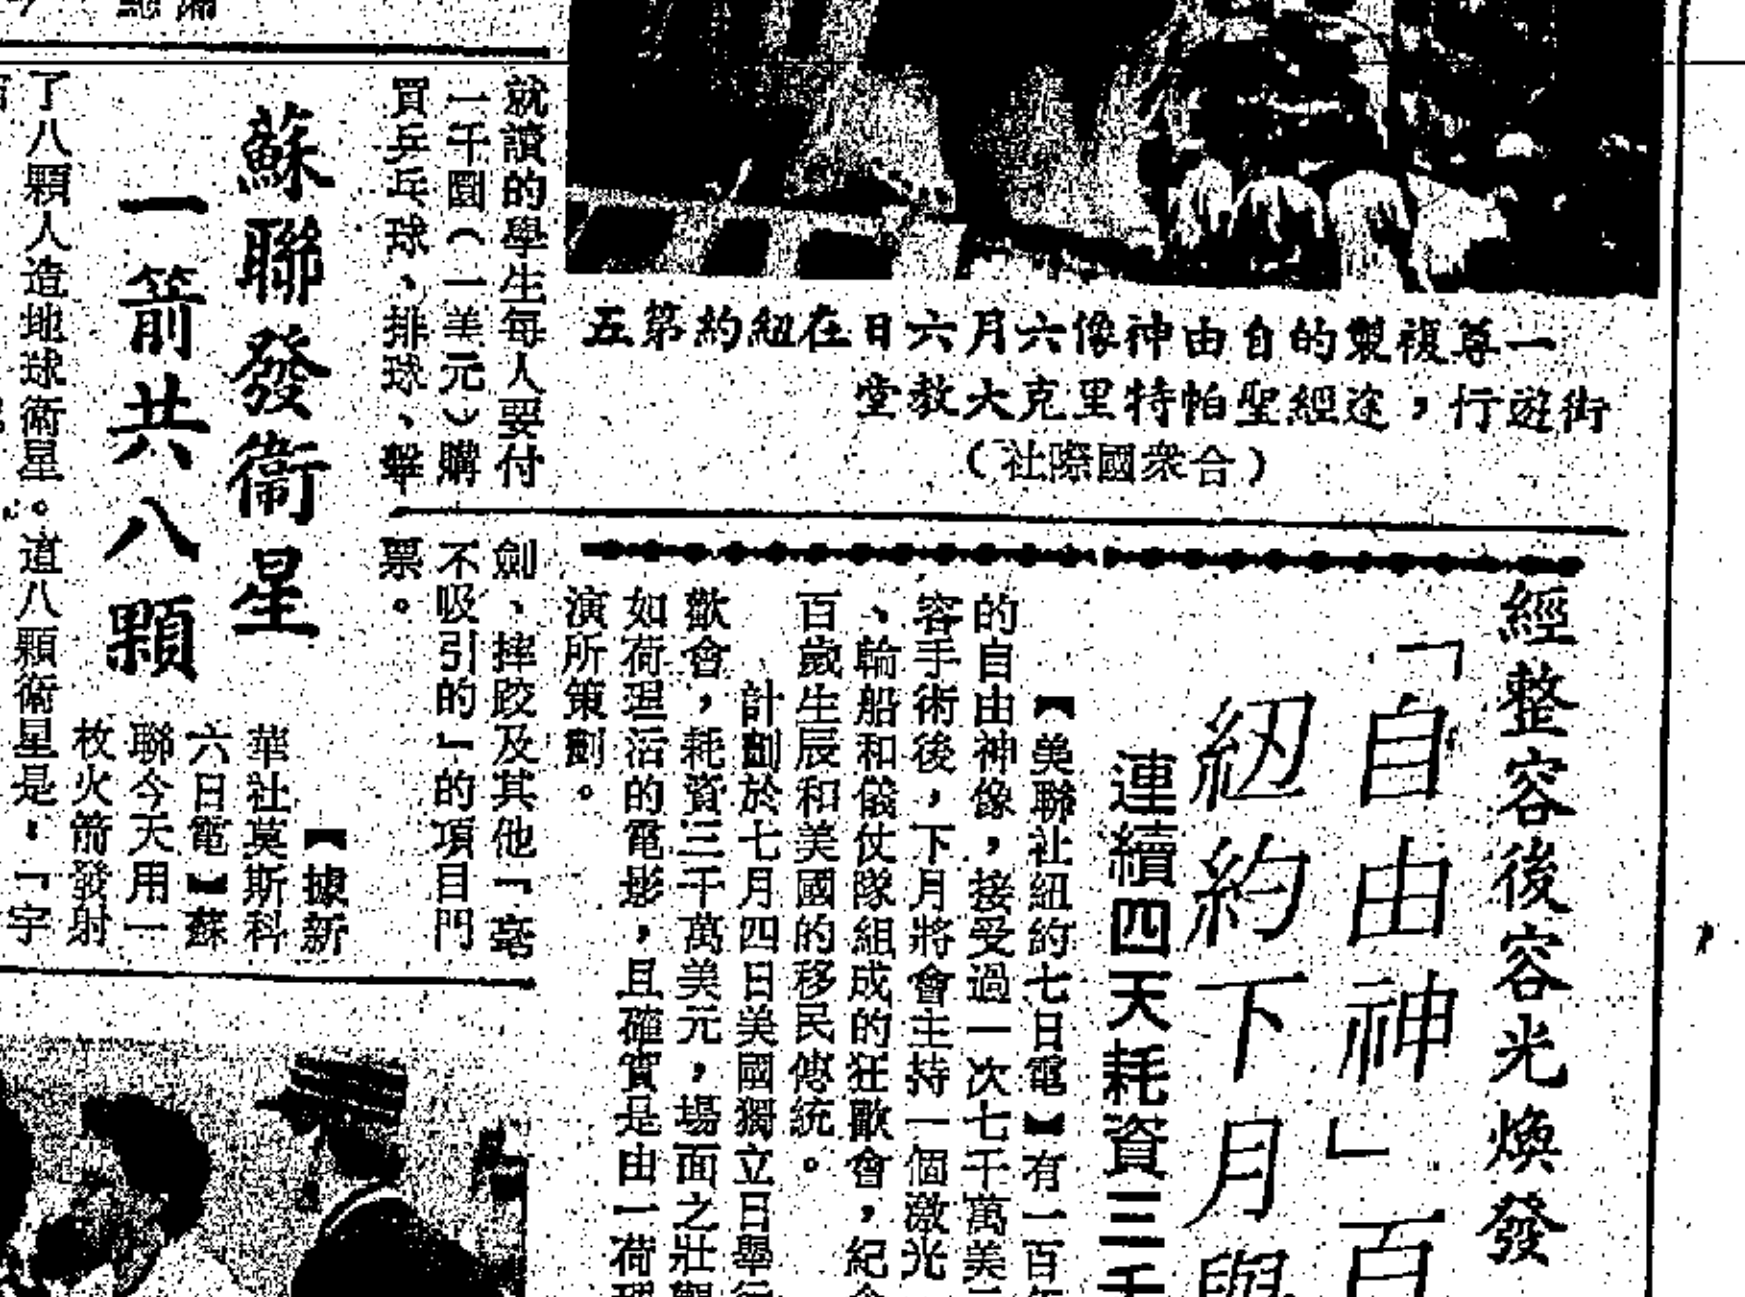 一尊複製的自由神像六月六日在紐約第五
街遊行，途經聖帕特里克大教堂
（合衆國際社）
經整容後容光煥發
「自由神」百
紐約下月
連續四天耗資三千
【美聯社紐約七日電】有一百年
的自由神像，接受過一次七千萬美元
容手術後，下月將會主持一個激光
、輪船和儀仗隊組成的狂歡會，紀念
百歲生辰和美國的移民傳統。
計劃於七月四日美國獨立日舉行
歡會，耗資三千萬美元，場面之壯觀
如荷理活的電影，且確實是由一荷理
演所策劃。
就讀的學生每人要付
一千圜（一美元）購
買乒乓球、排球、擊
劍、摔跤及其他「毫
不吸引的」的項目門
票。
蘇聯發衞星
一箭共八顆
【據新
華社莫斯科
六日電】蘇
聯今天用一
枚火箭發射
了八顆人造地球衞星。這八顆衞星是：「宇